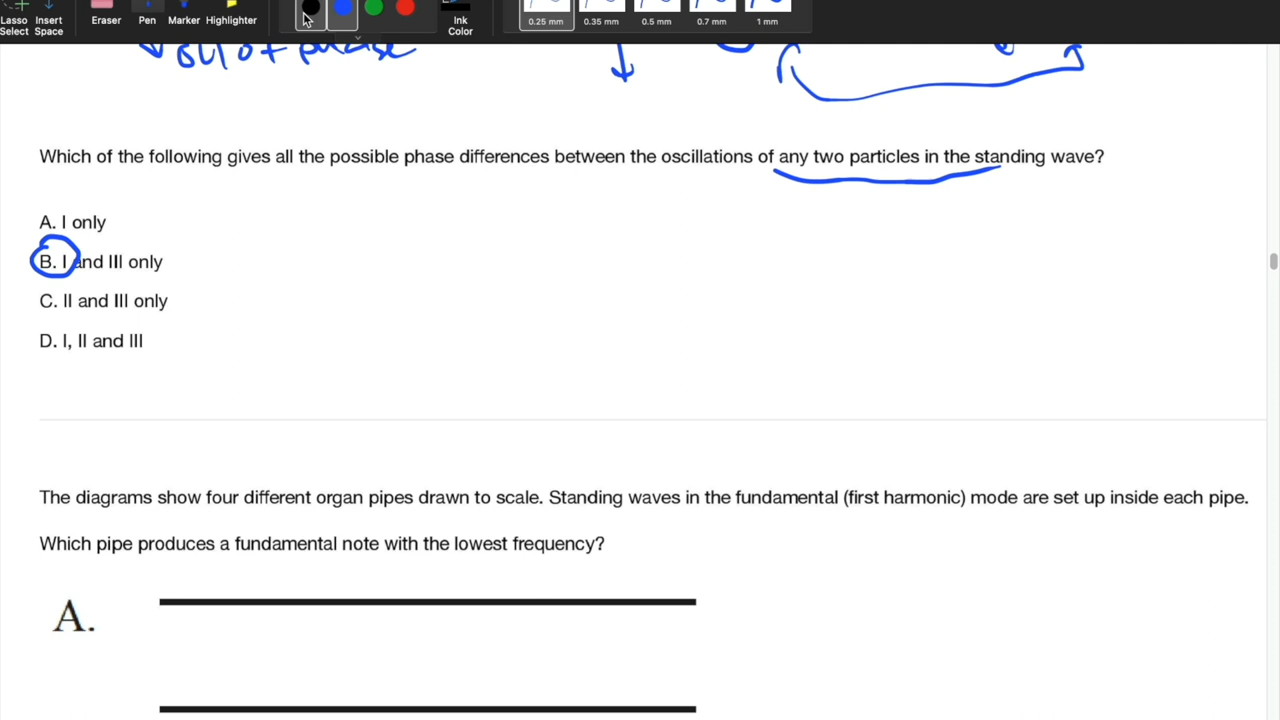 Lasso Select
Insert Space
Eraser
Pen
Marker
Highlighter
Ink Color
0.25 mm
0.35 mm
0.5 mm
0.7 mm
1 mm
out of phase
Which of the following gives all the possible phase differences between the oscillations of any two particles in the standing wave?
A. I only
B. I and III only
C. II and III only
D. I, II and III
The diagrams show four different organ pipes drawn to scale. Standing waves in the fundamental (first harmonic) mode are set up inside each pipe.
Which pipe produces a fundamental note with the lowest frequency?
A.